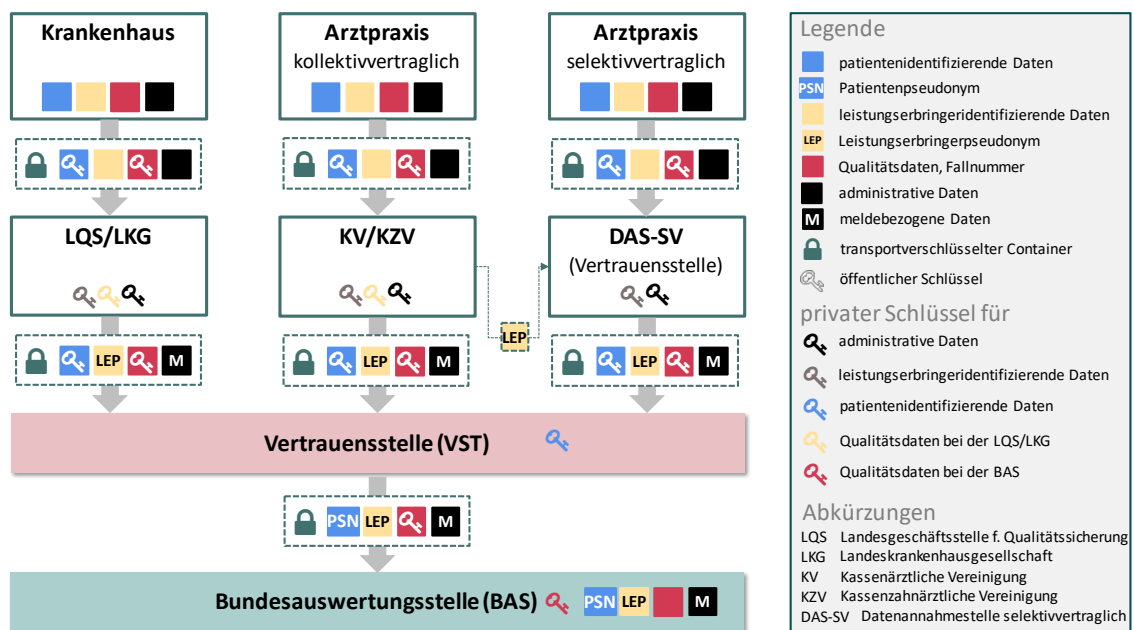 Krankenhaus
Arztpraxis
kollektivvertraglich
Arztpraxis
selektivvertraglich
LQS/LKG
KV/KZV
DAS-SV
(Vertrauensstelle)
LEP
LEP
M
LEP
M
LEP
M
Vertrauensstelle (VST)
PSN
LEP
M
Bundesauswertungsstelle (BAS)
PSN
LEP
M
Legende
patientenidentifizierende Daten
PSN Patientenpseudonym
leistungserbringeridentifizierende Daten
LEP Leistungserbringerpseudonym
Qualitätsdaten, Fallnummer
administrative Daten
M meldebezogene Daten
transportverschlüsselter Container
öffentlicher Schlüssel
privater Schlüssel für
administrative Daten
leistungserbringeridentifizierende Daten
patientenidentifizierende Daten
Qualitätsdaten bei der LQS/LKG
Qualitätsdaten bei der BAS
Abkürzungen
LQS Landesgeschäftsstelle f. Qualitätssicherung
LKG Landeskrankenhausgesellschaft
KV Kassenärztliche Vereinigung
KZV Kassenzahnärztliche Vereinigung
DAS-SV Datenannahmestelle selektivvertraglich